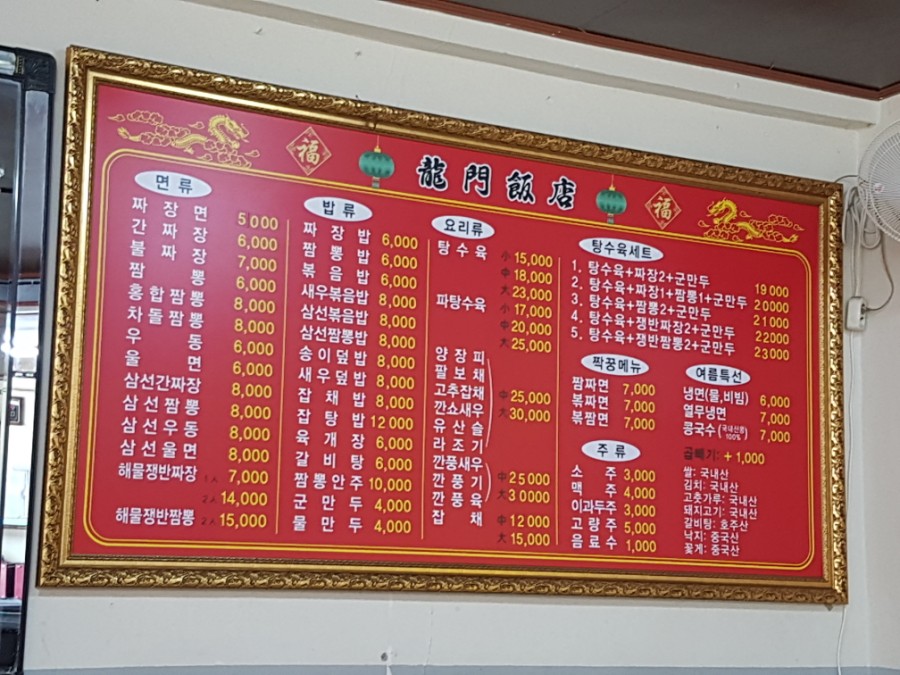 龍門飯店
福
福
面류
짜장면 5000
간짜장 6,000
불짜장 7,000
짬뽕 6,000
홍합짬뽕 8,000
차돌짬뽕 8,000
우동 6,000
울면 6,000
삼선간짜장 8,000
삼선짬뽕 8,000
삼선우동 8,000
삼선울면 8,000
해물쟁반짜장 1人 7,000
2人 14,000
해물쟁반짬뽕 2人 15,000
밥류
짜장밥 6,000
짬뽕밥 6,000
볶음밥 6,000
새우볶음밥 8,000
삼선볶음밥 8,000
삼선짬뽕밥 8,000
송이덮밥 8,000
새우덮밥 8,000
잡채밥 8,000
잡탕밥 12000
육개장 6,000
갈비탕 6,000
짬뽕안주 10,000
군만두 4,000
물만두 4,000
요리류
탕수육 小 15,000
中 18,000
大 23,000
파탕수육 小 17,000
中 20,000
大 25,000
양장피
팔보채
고추잡채 中 25,000
깐쇼새우 大 30,000
유산슬
라조기
깐풍새우
깐풍기 中 25000
깐풍육 大 30000
잡채 中 12000
大 15,000
탕수육세트
1. 탕수육+짜장2+군만두 19000
2. 탕수육+짜장1+짬뽕1+군만두 20000
3. 탕수육+짬뽕2+군만두 21000
4. 탕수육+쟁반짜장2+군만두 22000
5. 탕수육+쟁반짬뽕2+군만두 23000
짝꿍메뉴
짬짜면 7,000
볶짜면 7,000
볶짬면 7,000
주류
소주 3,000
맥주 4,000
이과두주 3,000
고량주 5,000
음료수 1,000
여름특선
냉면(물,비빔) 6,000
열무냉면 7,000
콩국수(국내산콩 100%) 7,000
곱빼기: + 1,000
쌀: 국내산
김치: 국내산
고춧가루: 국내산
돼지고기: 국내산
갈비탕: 호주산
낙지: 중국산
꽃게: 중국산